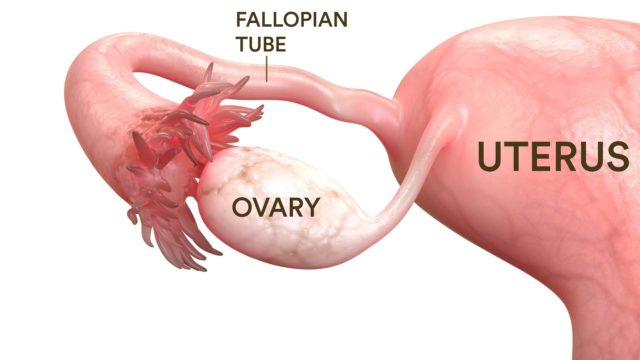 FALLOPIAN
TUBE
UTERUS
OVARY